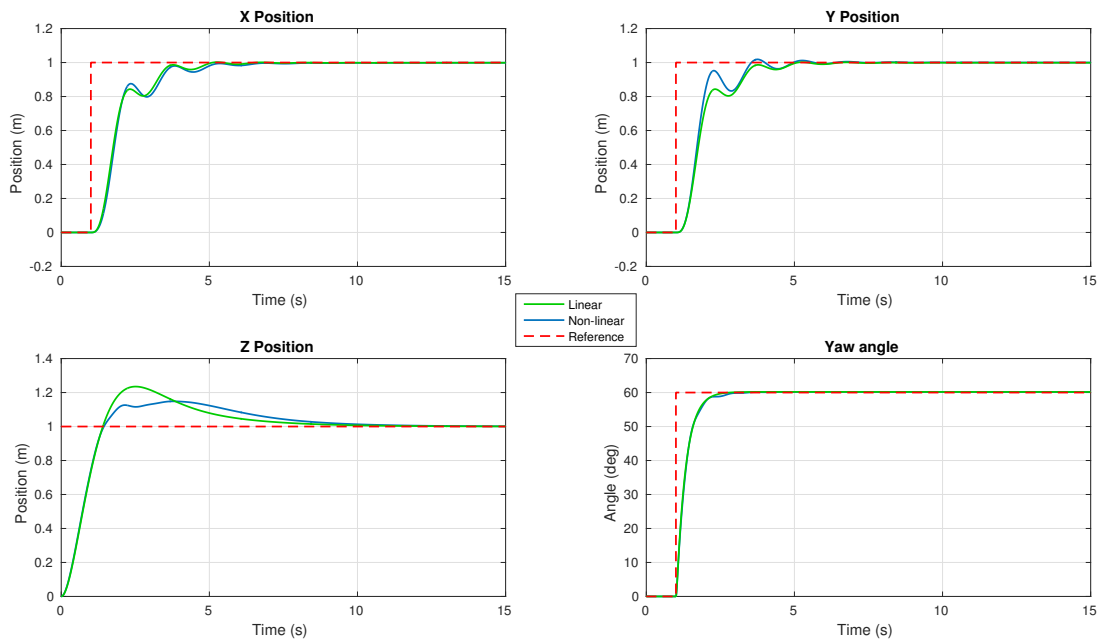 X Position
Position (m)
1.2
1
0.8
0.6
0.4
0.2
0
-0.2
0 5 10 15
Time (s)
Y Position
Position (m)
1.2
1
0.8
0.6
0.4
0.2
0
-0.2
0 5 10 15
Time (s)
Linear
Non-linear
Reference
Z Position
Position (m)
1.4
1.2
1
0.8
0.6
0.4
0.2
0
0 5 10 15
Time (s)
Yaw angle
Angle (deg)
70
60
50
40
30
20
10
0
0 5 10 15
Time (s)